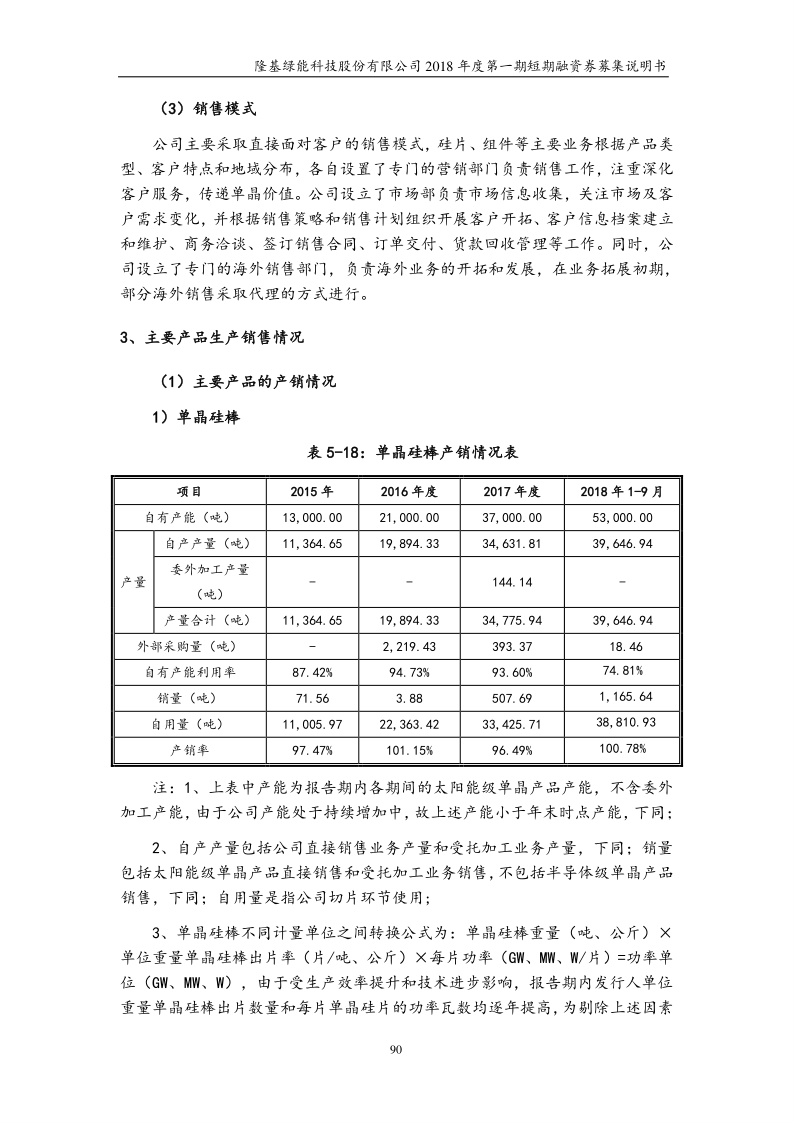 隆基绿能科技股份有限公司 2018 年度第一期短期融资券募集说明书
（3）销售模式
公司主要采取直接面对客户的销售模式，硅片、组件等主要业务根据产品类
型、客户特点和地域分布，各自设置了专门的营销部门负责销售工作，注重深化
客户服务，传递单晶价值。公司设立了市场部负责市场信息收集，关注市场及客
户需求变化，并根据销售策略和销售计划组织开展客户开拓、客户信息档案建立
和维护、商务洽谈、签订销售合同、订单交付、货款回收管理等工作。同时，公
司设立了专门的海外销售部门，负责海外业务的开拓和发展，在业务拓展初期，
部分海外销售采取代理的方式进行。
3、主要产品生产销售情况
（1）主要产品的产销情况
1）单晶硅棒
表 5-18：单晶硅棒产销情况表
项目 2015 年 2016 年度 2017 年度 2018 年 1-9 月
自有产能（吨） 13,000.00 21,000.00 37,000.00 53,000.00
产量 自产产量（吨） 11,364.65 19,894.33 34,631.81 39,646.94
委外加工产量
（吨） - - 144.14 -
产量合计（吨） 11,364.65 19,894.33 34,775.94 39,646.94
外部采购量（吨） - 2,219.43 393.37 18.46
自有产能利用率 87.42% 94.73% 93.60% 74.81%
销量（吨） 71.56 3.88 507.69 1,165.64
自用量（吨） 11,005.97 22,363.42 33,425.71 38,810.93
产销率 97.47% 101.15% 96.49% 100.78%
注：1、上表中产能为报告期内各期间的太阳能级单晶产品产能，不含委外
加工产能，由于公司产能处于持续增加中，故上述产能小于年末时点产能，下同；
2、自产产量包括公司直接销售业务产量和受托加工业务产量，下同；销量
包括太阳能级单晶产品直接销售和受托加工业务销售，不包括半导体级单晶产品
销售，下同；自用量是指公司切片环节使用；
3、单晶硅棒不同计量单位之间转换公式为：单晶硅棒重量（吨、公斤）×
单位重量单晶硅棒出片率（片/吨、公斤）×每片功率（GW、MW、W/片）=功率单
位（GW、MW、W），由于受生产效率提升和技术进步影响，报告期内发行人单位
重量单晶硅棒出片数量和每片单晶硅片的功率瓦数均逐年提高，为剔除上述因素
90